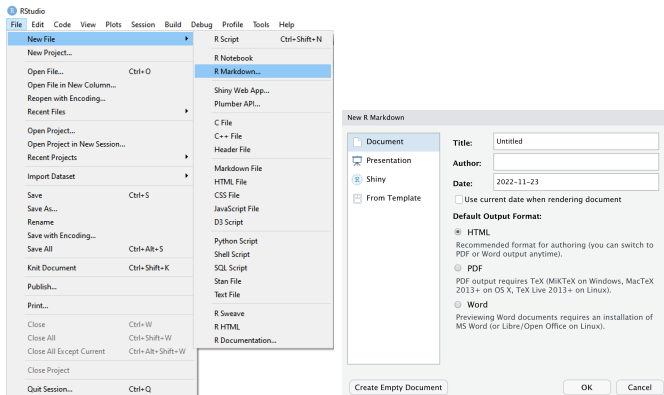 RStudio
File Edit Code View Plots Session Build Debug Profile Tools Help
New File
New Project...
Open File... Ctrl+O
Open File in New Column...
Reopen with Encoding...
Recent Files
Open Project...
Open Project in New Session...
Recent Projects
Import Dataset
Save Ctrl+S
Save As...
Rename
Save with Encoding...
Save All Ctrl+Alt+S
Knit Document Ctrl+Shift+K
Publish...
Print...
Close Ctrl+W
Close All Ctrl+Shift+W
Close All Except Current Ctrl+Alt+Shift+W
Close Project
Quit Session... Ctrl+Q
R Script Ctrl+Shift+N
R Notebook
R Markdown...
Shiny Web App...
Plumber API...
C File
C++ File
Header File
Markdown File
HTML File
CSS File
JavaScript File
D3 Script
Python Script
Shell Script
SQL Script
Stan File
Text File
R Sweave
R HTML
R Documentation...
New R Markdown
Document
Presentation
Shiny
From Template
Title: Untitled
Author:
Date: 2022-11-23
Use current date when rendering document
Default Output Format:
HTML
Recommended format for authoring (you can switch to
PDF or Word output anytime).
PDF
PDF output requires TeX (MiKTeX on Windows, MacTeX
2013+ on OS X, TeX Live 2013+ on Linux).
Word
Previewing Word documents requires an installation of
MS Word (or Libre/Open Office on Linux).
Create Empty Document OK Cancel